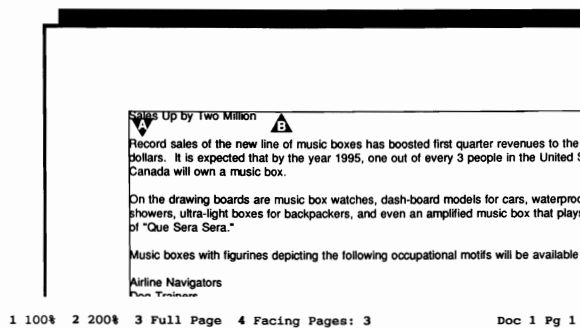 Sales Up by Two Million
A
B
Record sales of the new line of music boxes has boosted first quarter revenues to the
dollars. It is expected that by the year 1995, one out of every 3 people in the United S
Canada will own a music box.
On the drawing boards are music box watches, dash-board models for cars, waterproo
showers, ultra-light boxes for backpackers, and even an amplified music box that plays
of "Que Sera Sera."
Music boxes with figurines depicting the following occupational motifs will be available
Airline Navigators
Dog Trainers
1 100% 2 200% 3 Full Page 4 Facing Pages: 3 Doc 1 Pg 1